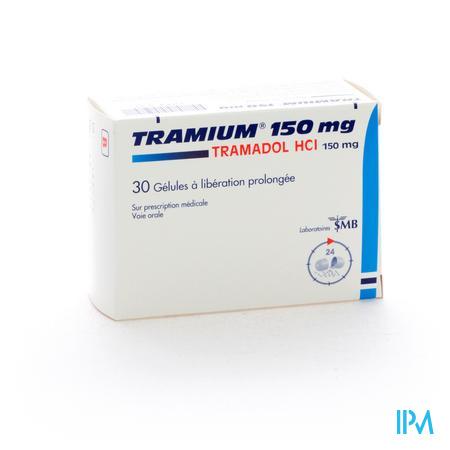 TRAMIUM® 150 mg
TRAMADOL HCl 150 mg
30 Gélules à libération prolongée
Sur prescription médicale
Voie orale
Laboratoires SMB
24
IPM